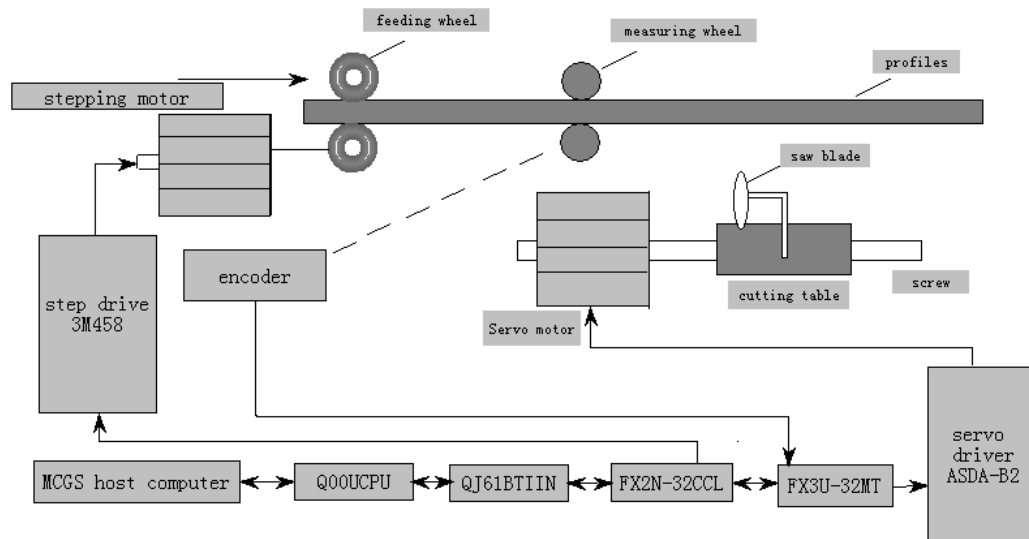 feeding wheel
measuring wheel
profiles
stepping motor
saw blade
encoder
step drive
3M458
cutting table
screw
Servo motor
servo
driver
ASDA-B2
MCGS host computer
Q00UCPU
QJ61BTIIN
FX2N-32CCL
FX3U-32MT